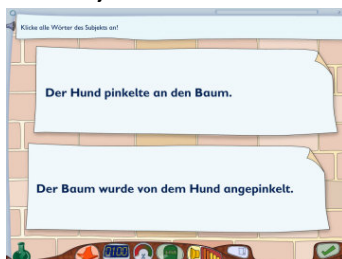 Klicke alle Wörter des Subjekts an!
Der Hund pinkelte an den Baum.
Der Baum wurde von dem Hund angepinkelt.